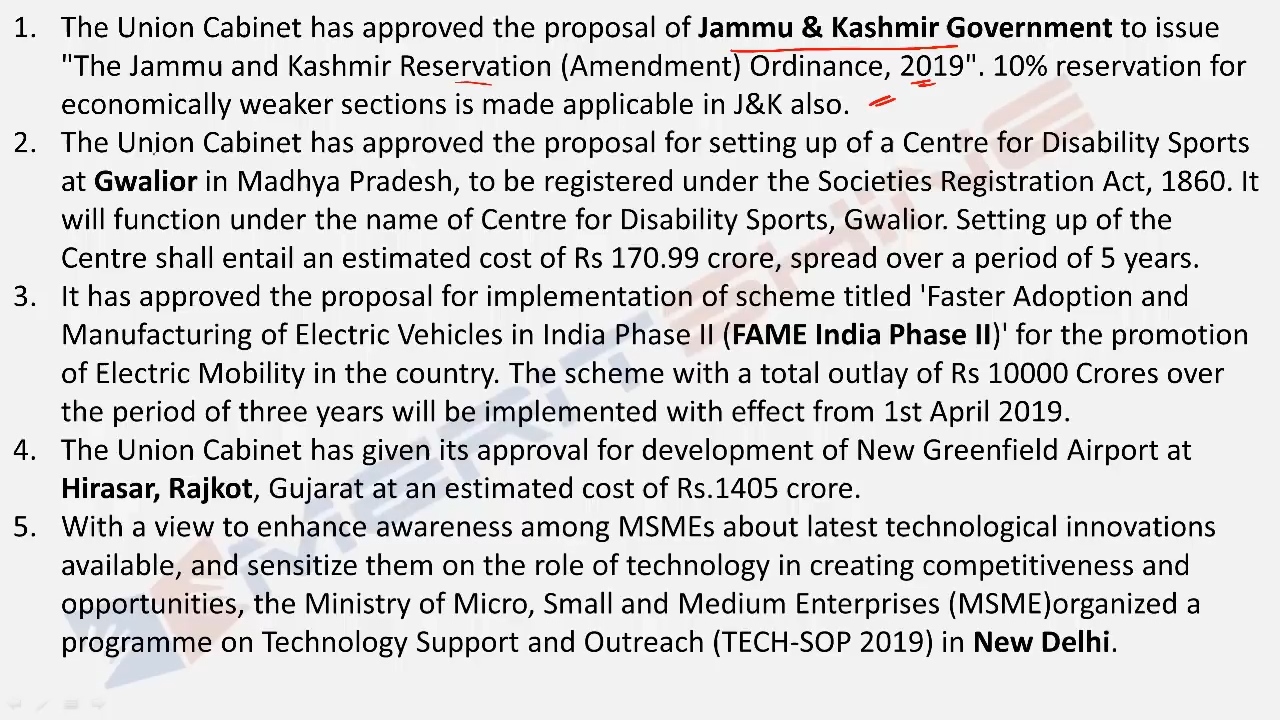 1. The Union Cabinet has approved the proposal of Jammu & Kashmir Government to issue
"The Jammu and Kashmir Reservation (Amendment) Ordinance, 2019". 10% reservation for
economically weaker sections is made applicable in J&K also.
2. The Union Cabinet has approved the proposal for setting up of a Centre for Disability Sports
at Gwalior in Madhya Pradesh, to be registered under the Societies Registration Act, 1860. It
will function under the name of Centre for Disability Sports, Gwalior. Setting up of the
Centre shall entail an estimated cost of Rs 170.99 crore, spread over a period of 5 years.
3. It has approved the proposal for implementation of scheme titled 'Faster Adoption and
Manufacturing of Electric Vehicles in India Phase II (FAME India Phase II)' for the promotion
of Electric Mobility in the country. The scheme with a total outlay of Rs 10000 Crores over
the period of three years will be implemented with effect from 1st April 2019.
4. The Union Cabinet has given its approval for development of New Greenfield Airport at
Hirasar, Rajkot, Gujarat at an estimated cost of Rs.1405 crore.
5. With a view to enhance awareness among MSMEs about latest technological innovations
available, and sensitize them on the role of technology in creating competitiveness and
opportunities, the Ministry of Micro, Small and Medium Enterprises (MSME)organized a
programme on Technology Support and Outreach (TECH-SOP 2019) in New Delhi.
MERITSHINE